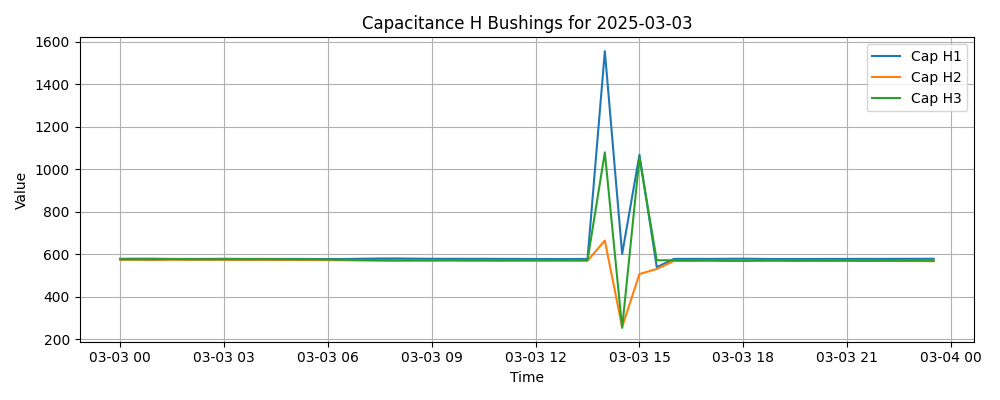 Capacitance H Bushings for 2025-03-03
1600
1400
1200
1000
800
600
400
200
Value
Cap H1
Cap H2
Cap H3
03-03 00
03-03 03
03-03 06
03-03 09
03-03 12
03-03 15
03-03 18
03-03 21
03-04 00
Time